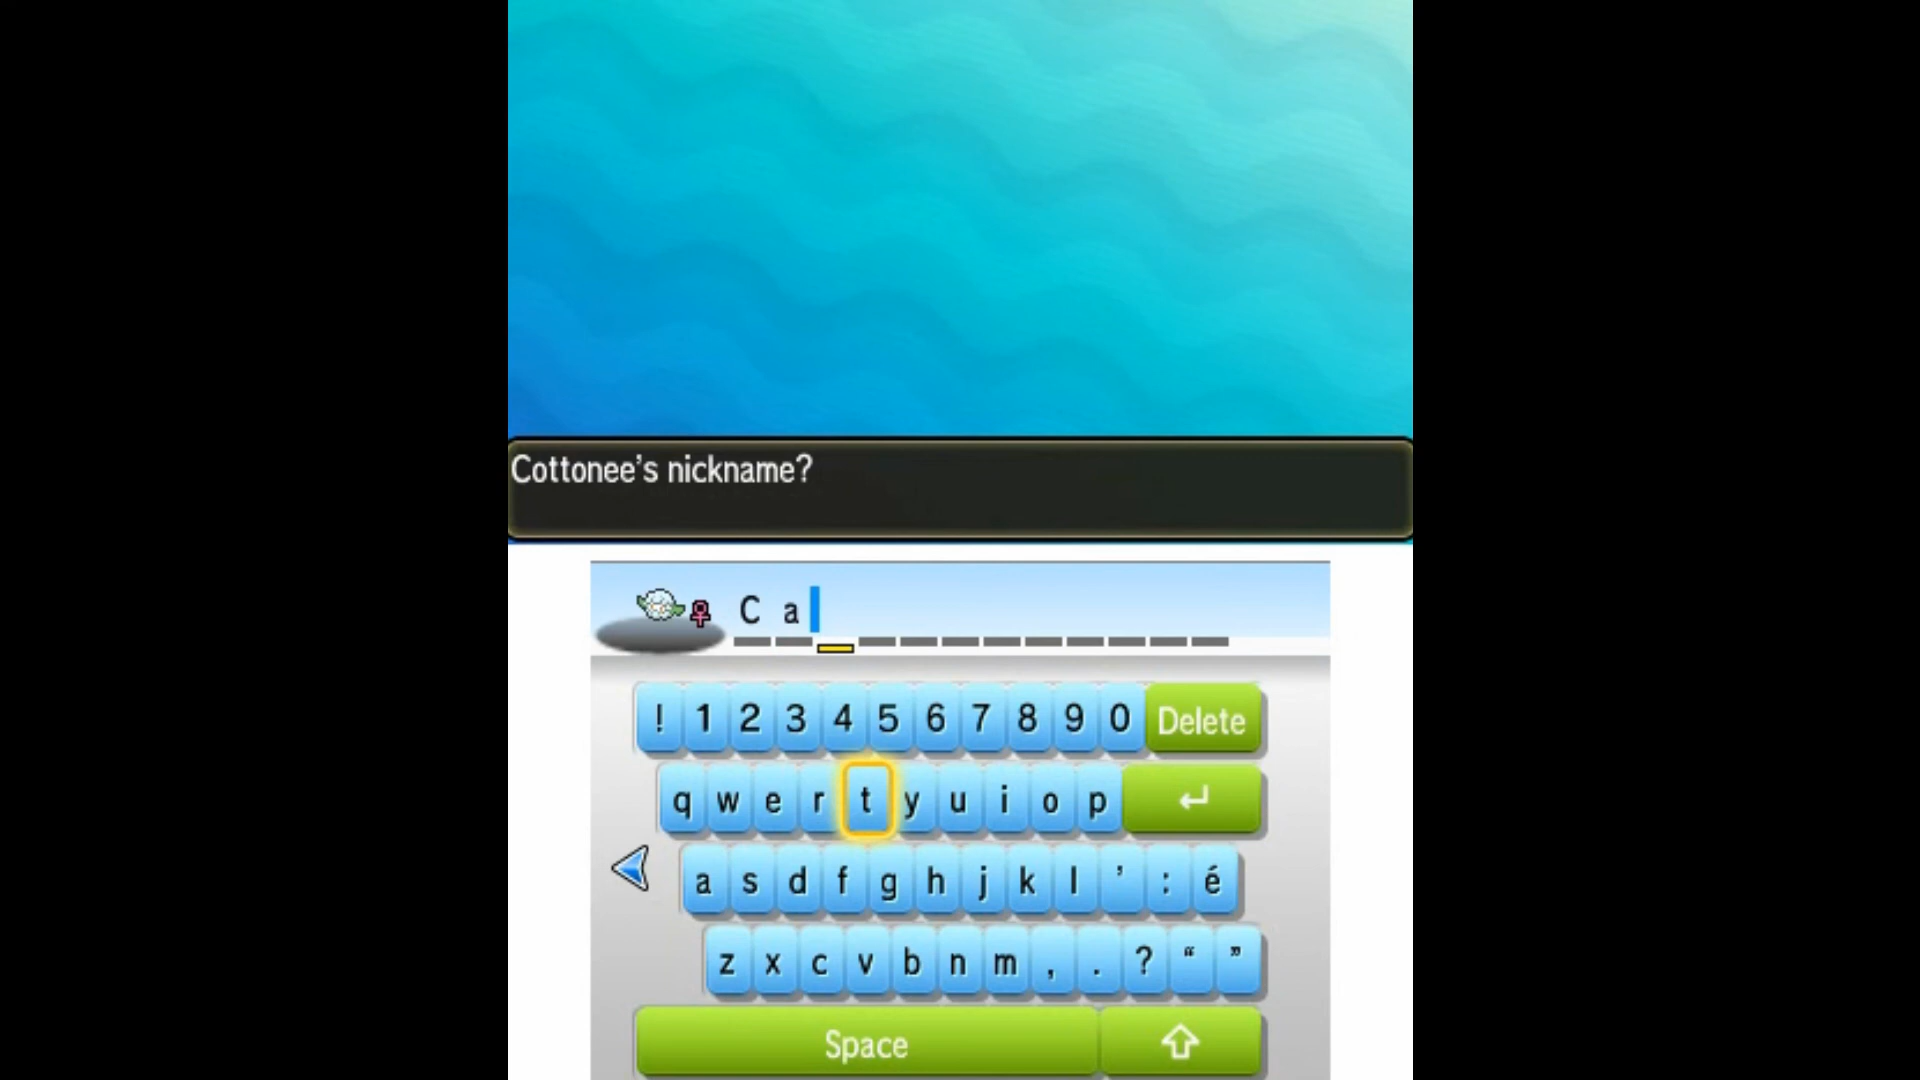 Cottonee's nickname?
C a
! 1 2 3 4 5 6 7 8 9 0 Delete
q w e r t y u i o p
a s d f g h j k l ' : é
z x c v b n m , . ? “ ”
Space